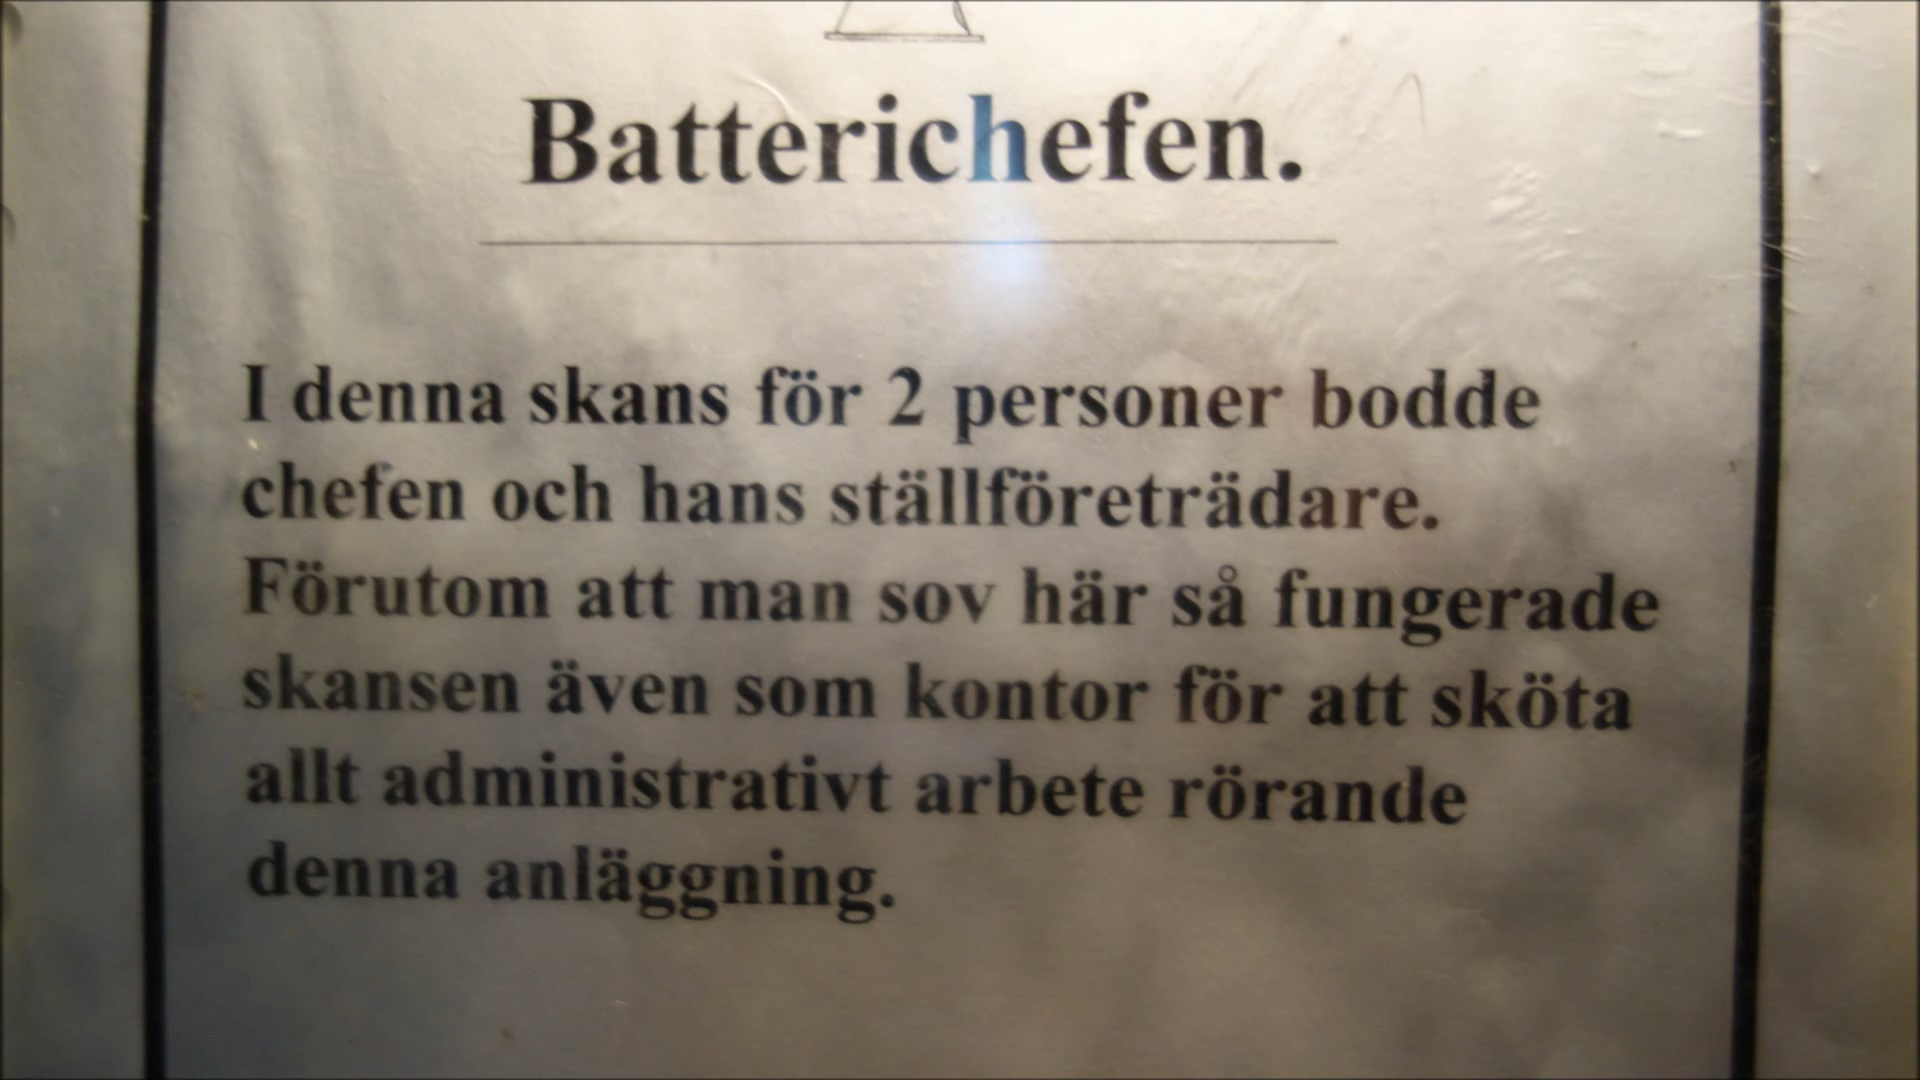 Batterichefen.
I denna skans för 2 personer bodde
chefen och hans ställföreträdare.
Förutom att man sov här så fungerade
skansen även som kontor för att sköta
allt administrativt arbete rörande
denna anläggning.